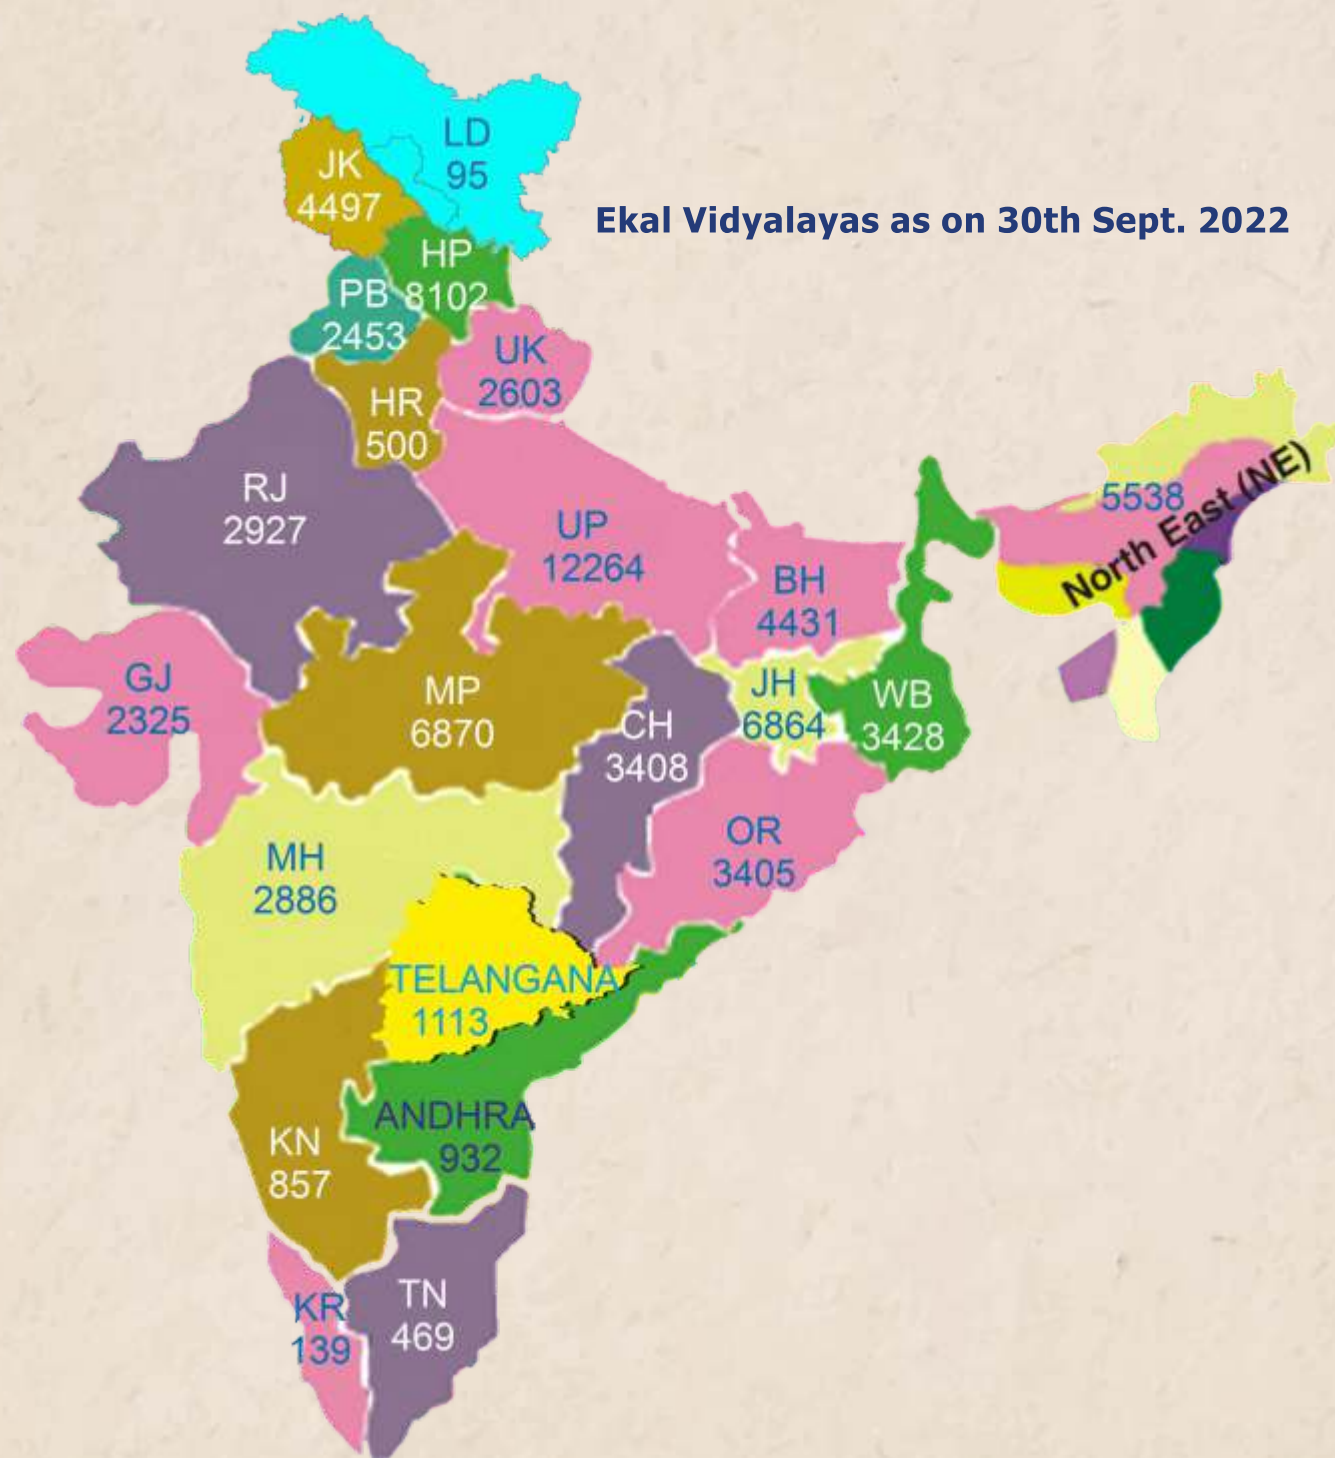 LD
95
JK
4497
Ekal Vidyalayas as on 30th Sept. 2022
HP
8102
PB
2453
UK
2603
HR
500
RJ
2927
UP
12264
5538
North East (NE)
BH
4431
GJ
2325
MP
6870
CH
3408
JH
6864
WB
3428
OR
3405
MH
2886
TELANGANA
1113
ANDHRA
932
KN
857
KR
139
TN
469